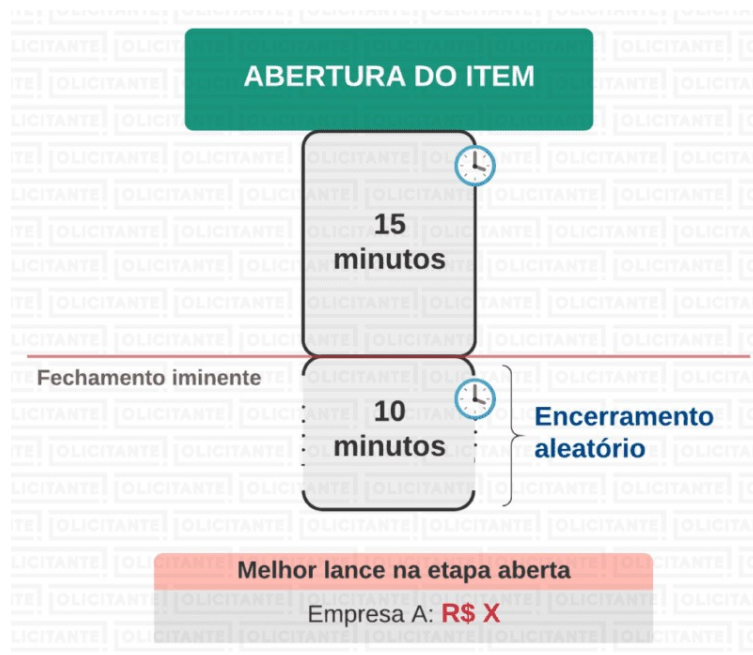 ABERTURA DO ITEM
15
minutos
Fechamento iminente
10
minutos
Encerramento
aleatório
Melhor lance na etapa aberta
Empresa A: R$ X